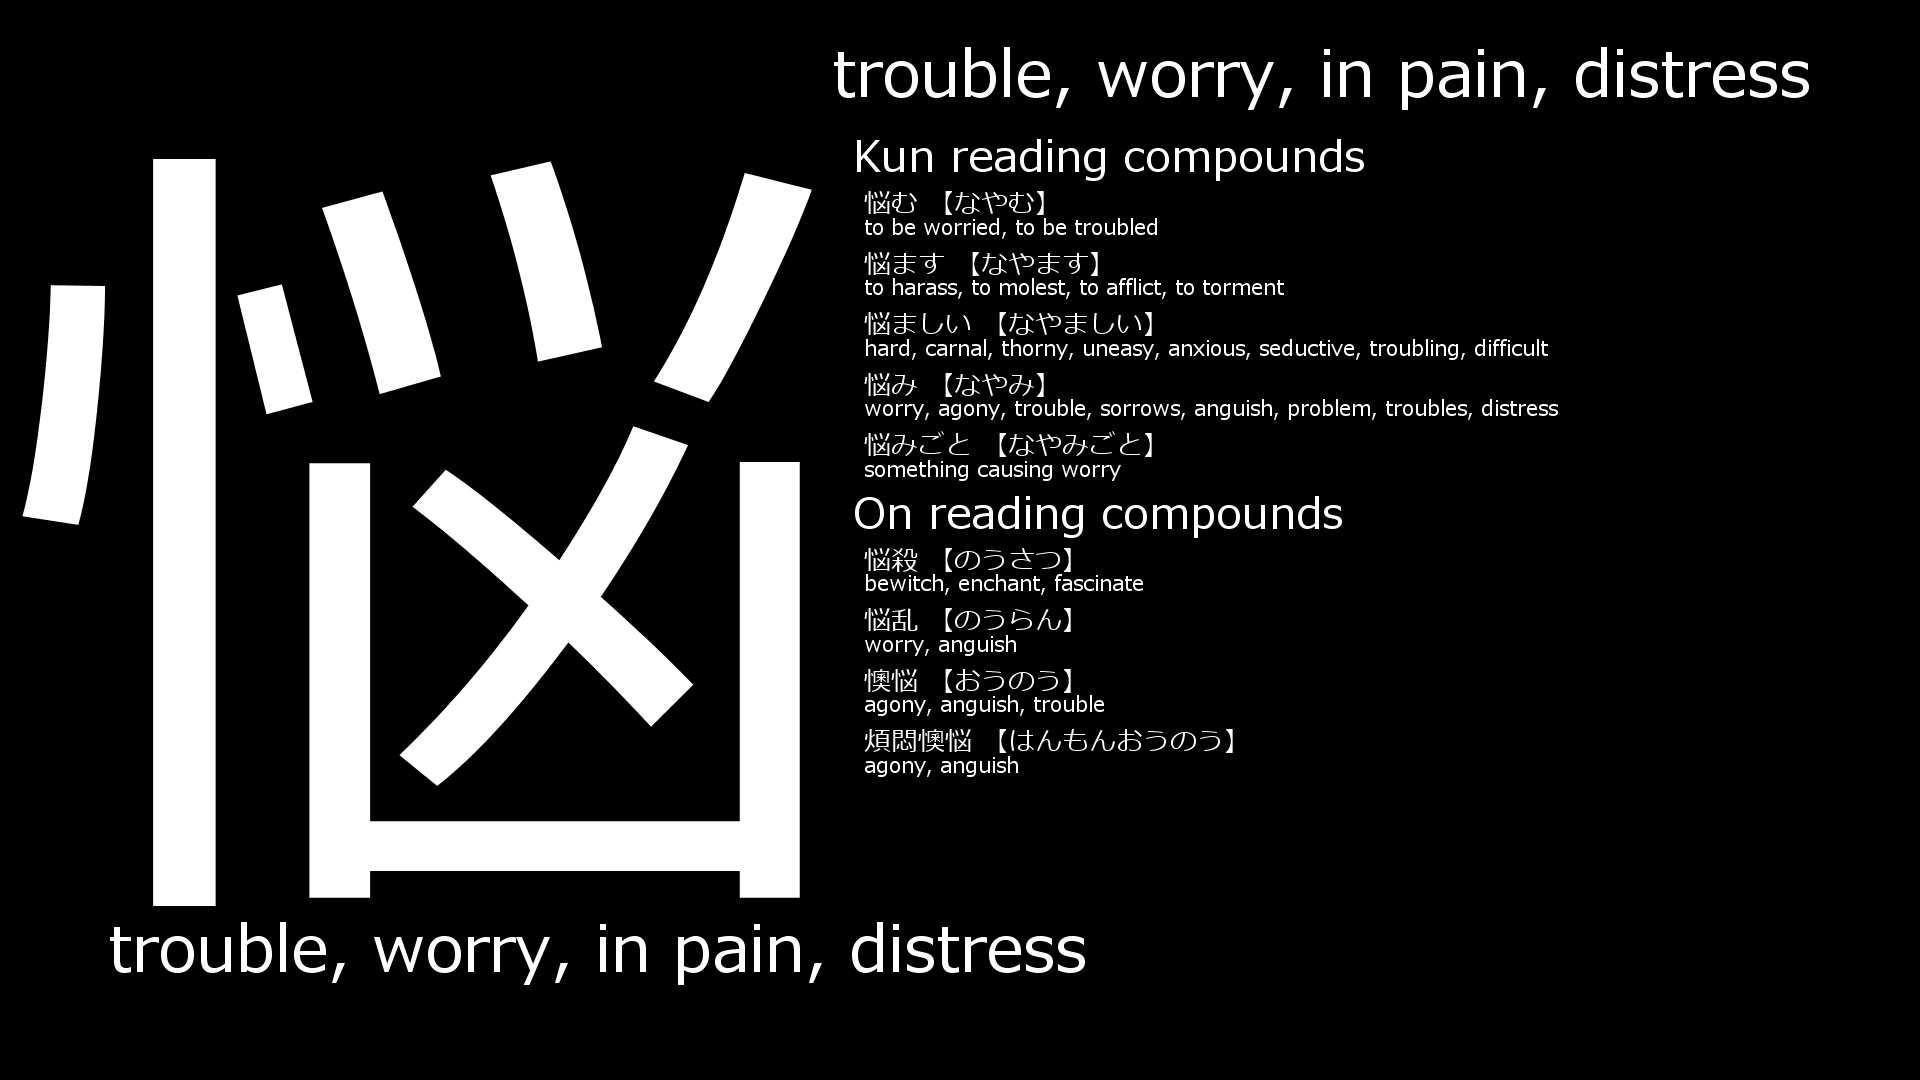 悩
trouble, worry, in pain, distress
Kun reading compounds
悩む 【なやむ】
to be worried, to be troubled
悩ます 【なやます】
to harass, to molest, to afflict, to torment
悩ましい 【なやましい】
hard, carnal, thorny, uneasy, anxious, seductive, troubling, difficult
悩み 【なやみ】
worry, agony, trouble, sorrows, anguish, problem, troubles, distress
悩みごと 【なやみごと】
something causing worry
On reading compounds
悩殺 【のうさつ】
bewitch, enchant, fascinate
悩乱 【のうらん】
worry, anguish
懊悩 【おうのう】
agony, anguish, trouble
煩悶懊悩 【はんもんおうのう】
agony, anguish
trouble, worry, in pain, distress